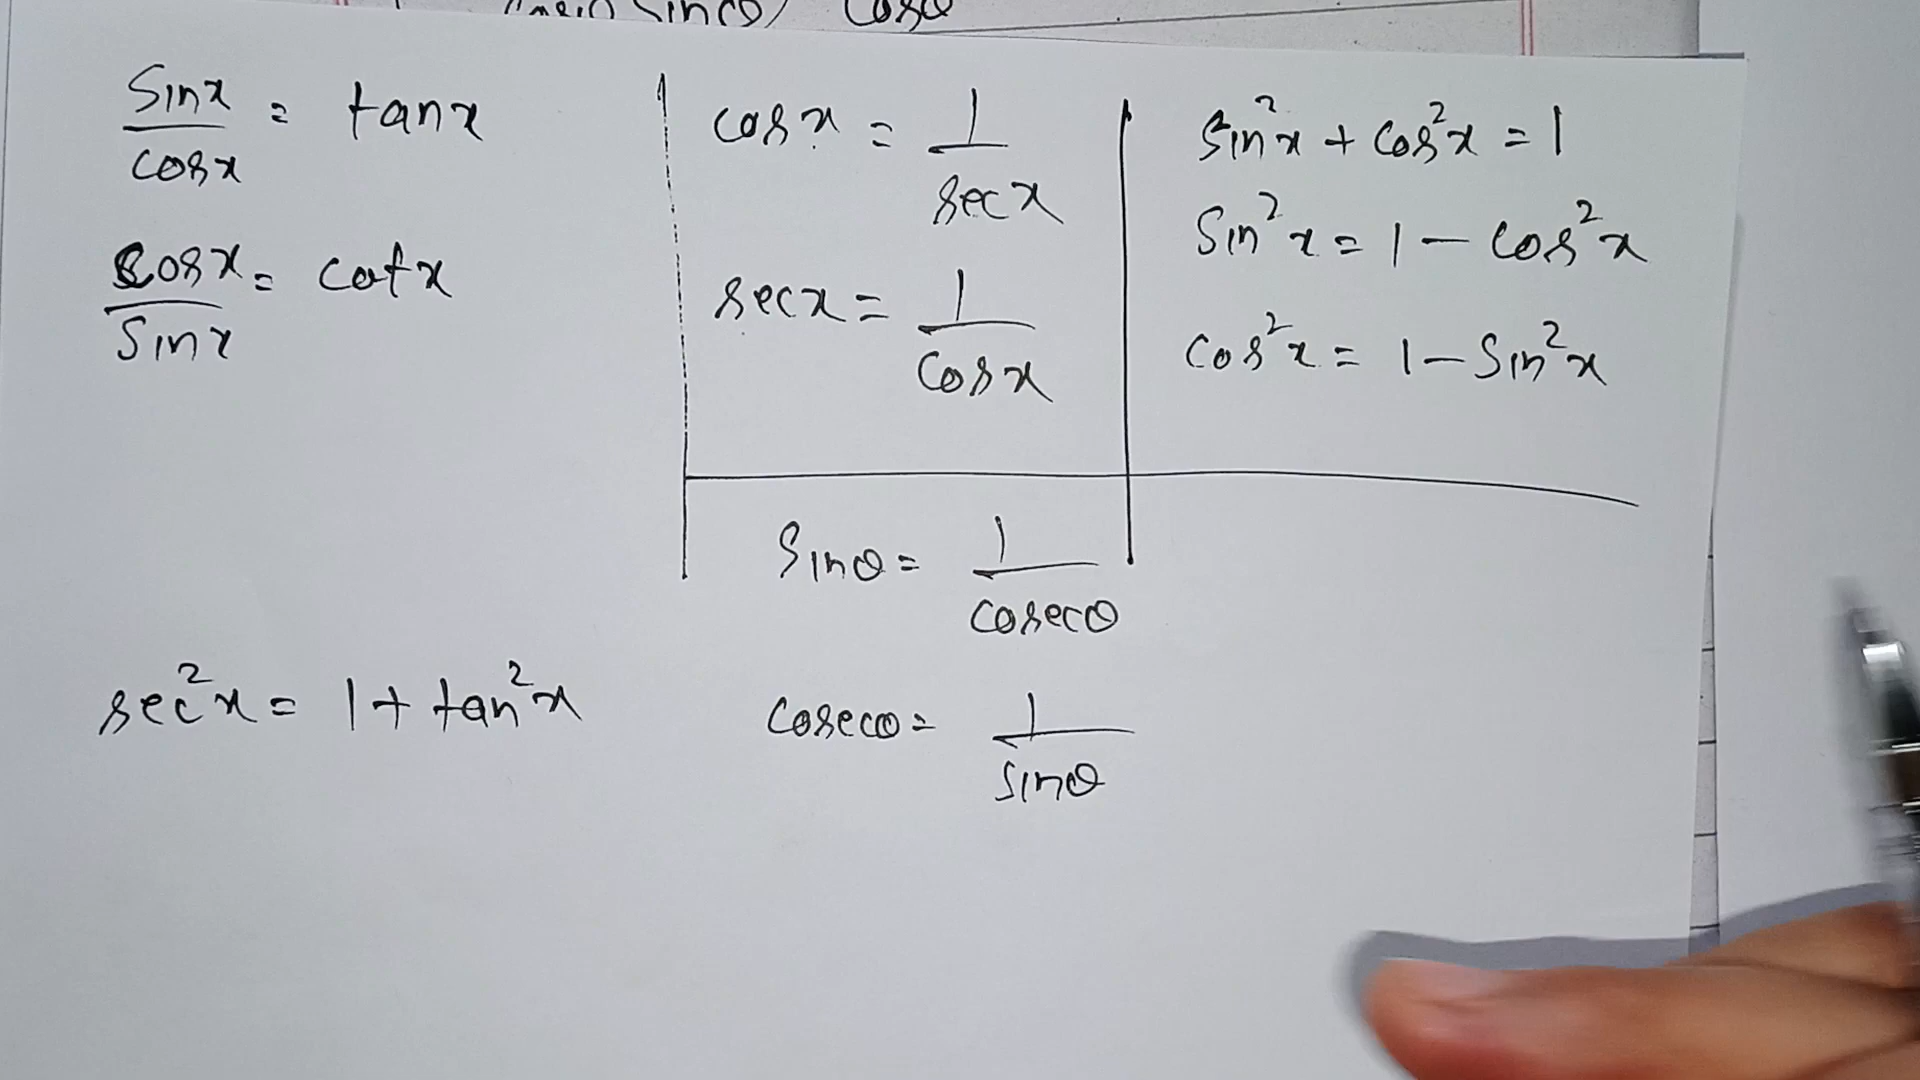 sinx/cosx = tanx
cosx/sinx = cotx
sec²x = 1 + tan²x
cosx = 1/secx
secx = 1/cosx
sinθ = 1/cosecθ
cosecθ = 1/sinθ
sin²x + cos²x = 1
sin²x = 1 - cos²x
cos²x = 1 - sin²x